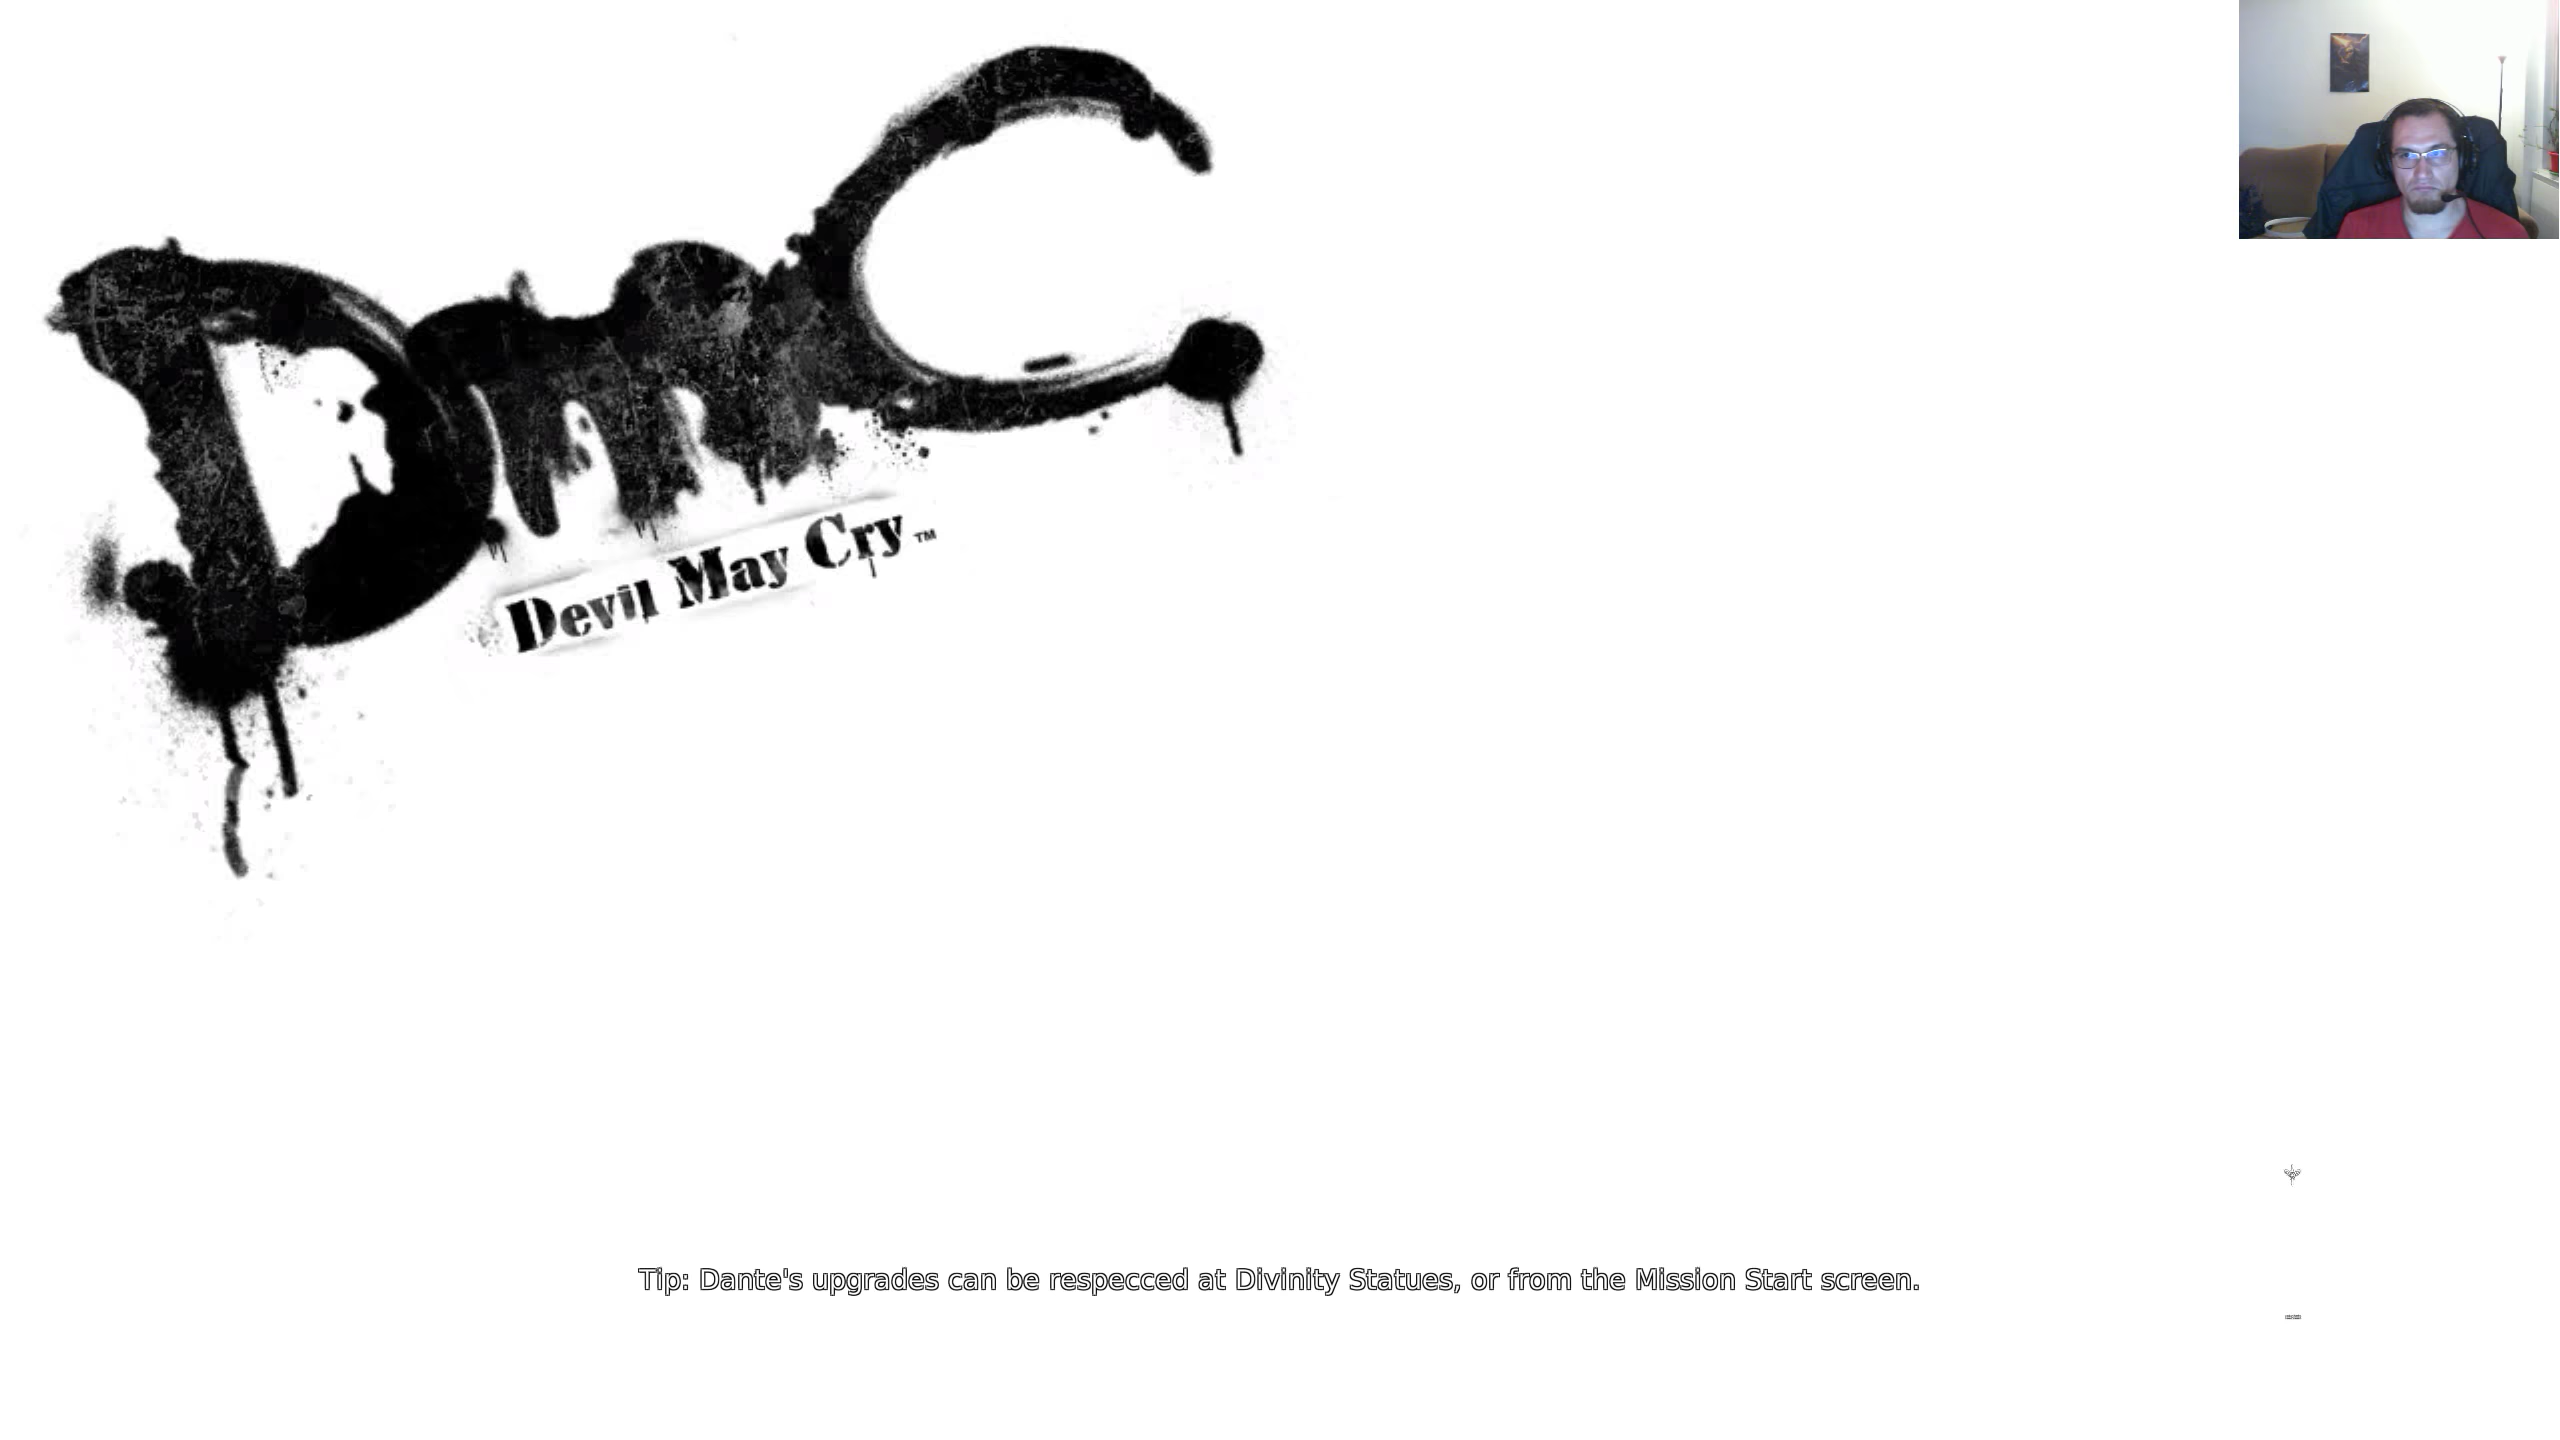 DmC
Devil May Cry™
Tip: Dante's upgrades can be respecced at Divinity Statues, or from the Mission Start screen.